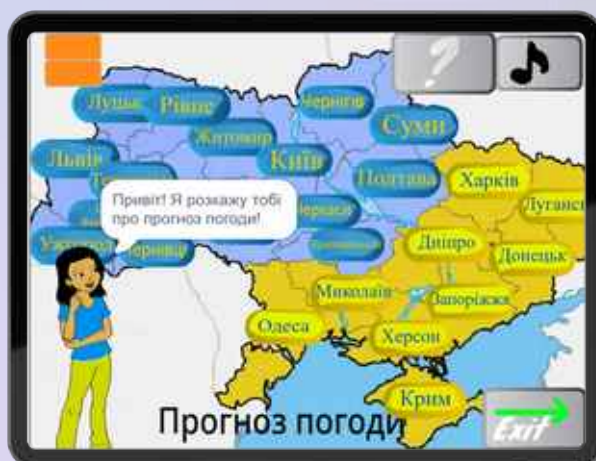 Луцьк
Рівне
Чернігів
Суми
Житомир
Київ
Львів
Полтава
Харків
Луганськ
Привіт! Я розкажу тобі
про прогноз погоди!
Черкаси
Ужгород
Чернівці
Дніпро
Донецьк
Миколаїв
Запоріжжя
Одеса
Херсон
Крим
Прогноз погоди
Exit